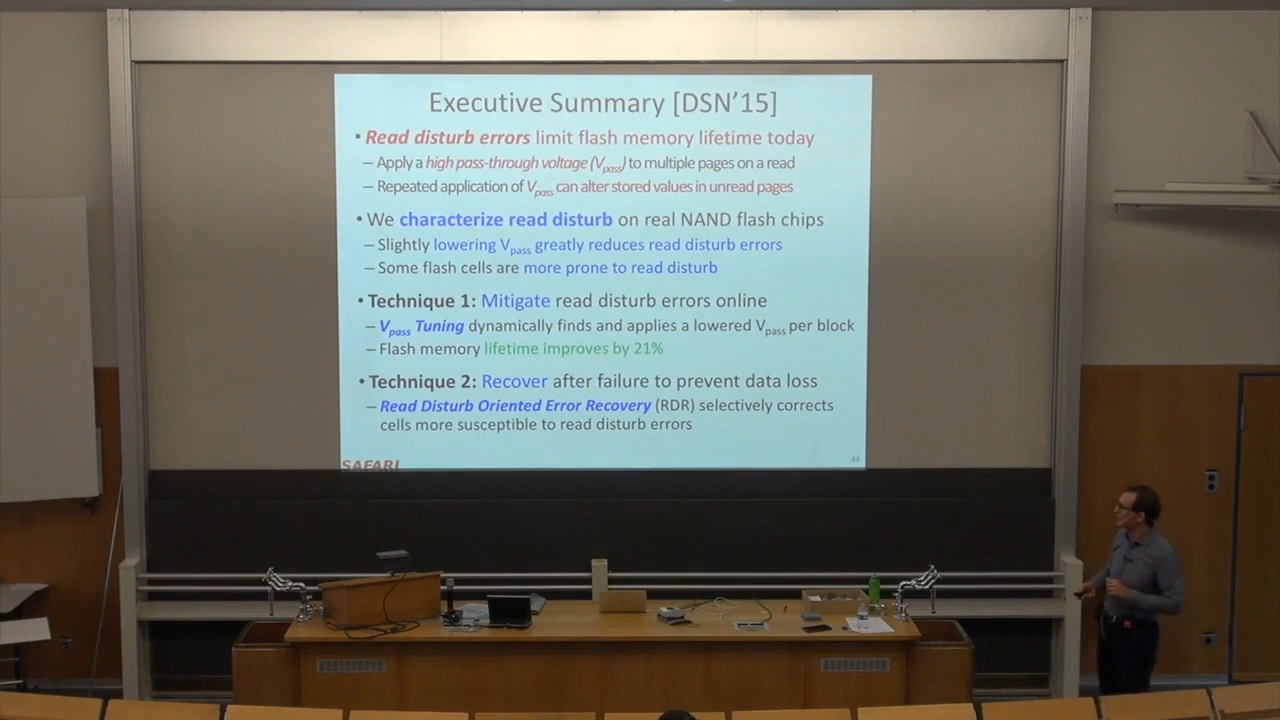 Executive Summary [DSN'15]
• Read disturb errors limit flash memory lifetime today
– Apply a high pass-through voltage (Vpass) to multiple pages on a read
– Repeated application of Vpass can alter stored values in unread pages
• We characterize read disturb on real NAND flash chips
– Slightly lowering Vpass greatly reduces read disturb errors
– Some flash cells are more prone to read disturb
• Technique 1: Mitigate read disturb errors online
– Vpass Tuning dynamically finds and applies a lowered Vpass per block
– Flash memory lifetime improves by 21%
• Technique 2: Recover after failure to prevent data loss
– Read Disturb Oriented Error Recovery (RDR) selectively corrects
cells more susceptible to read disturb errors
SAFARI
44